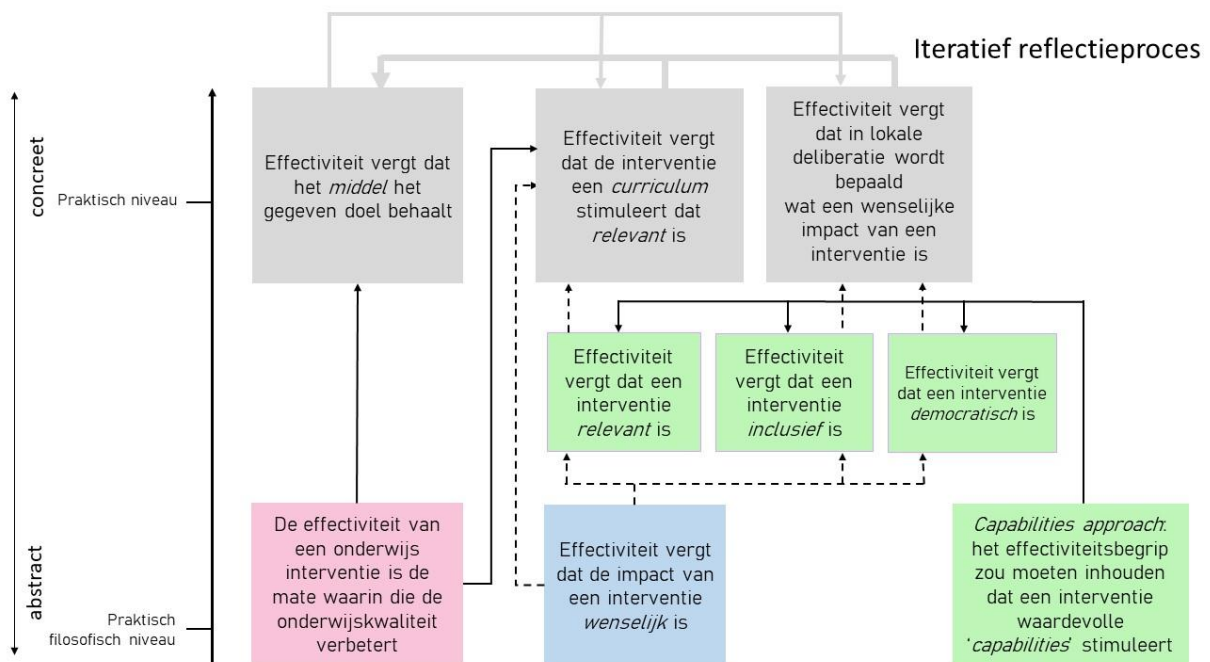 Iteratief reflectieproces
concreet
abstract
Praktisch niveau
Praktisch
filosofisch niveau
Effectiviteit vergt dat
het middel het
gegeven doel behaalt
Effectiviteit vergt
dat de interventie
een curriculum
stimuleert dat
relevant is
Effectiviteit vergt
dat in lokale
deliberatie wordt
bepaald
wat een wenselijke
impact van een
interventie is
Effectiviteit
vergt dat een
interventie
relevant is
Effectiviteit
vergt dat een
interventie
inclusief is
Effectiviteit vergt
dat een interventie
democratisch is
De effectiviteit van
een onderwijs
interventie is de
mate waarin die de
onderwijskwaliteit
verbetert
Effectiviteit vergt
dat de impact van
een interventie
wenselijk is
Capabilities approach:
het effectiviteitsbegrip
zou moeten inhouden
dat een interventie
waardevolle
'capabilities' stimuleert